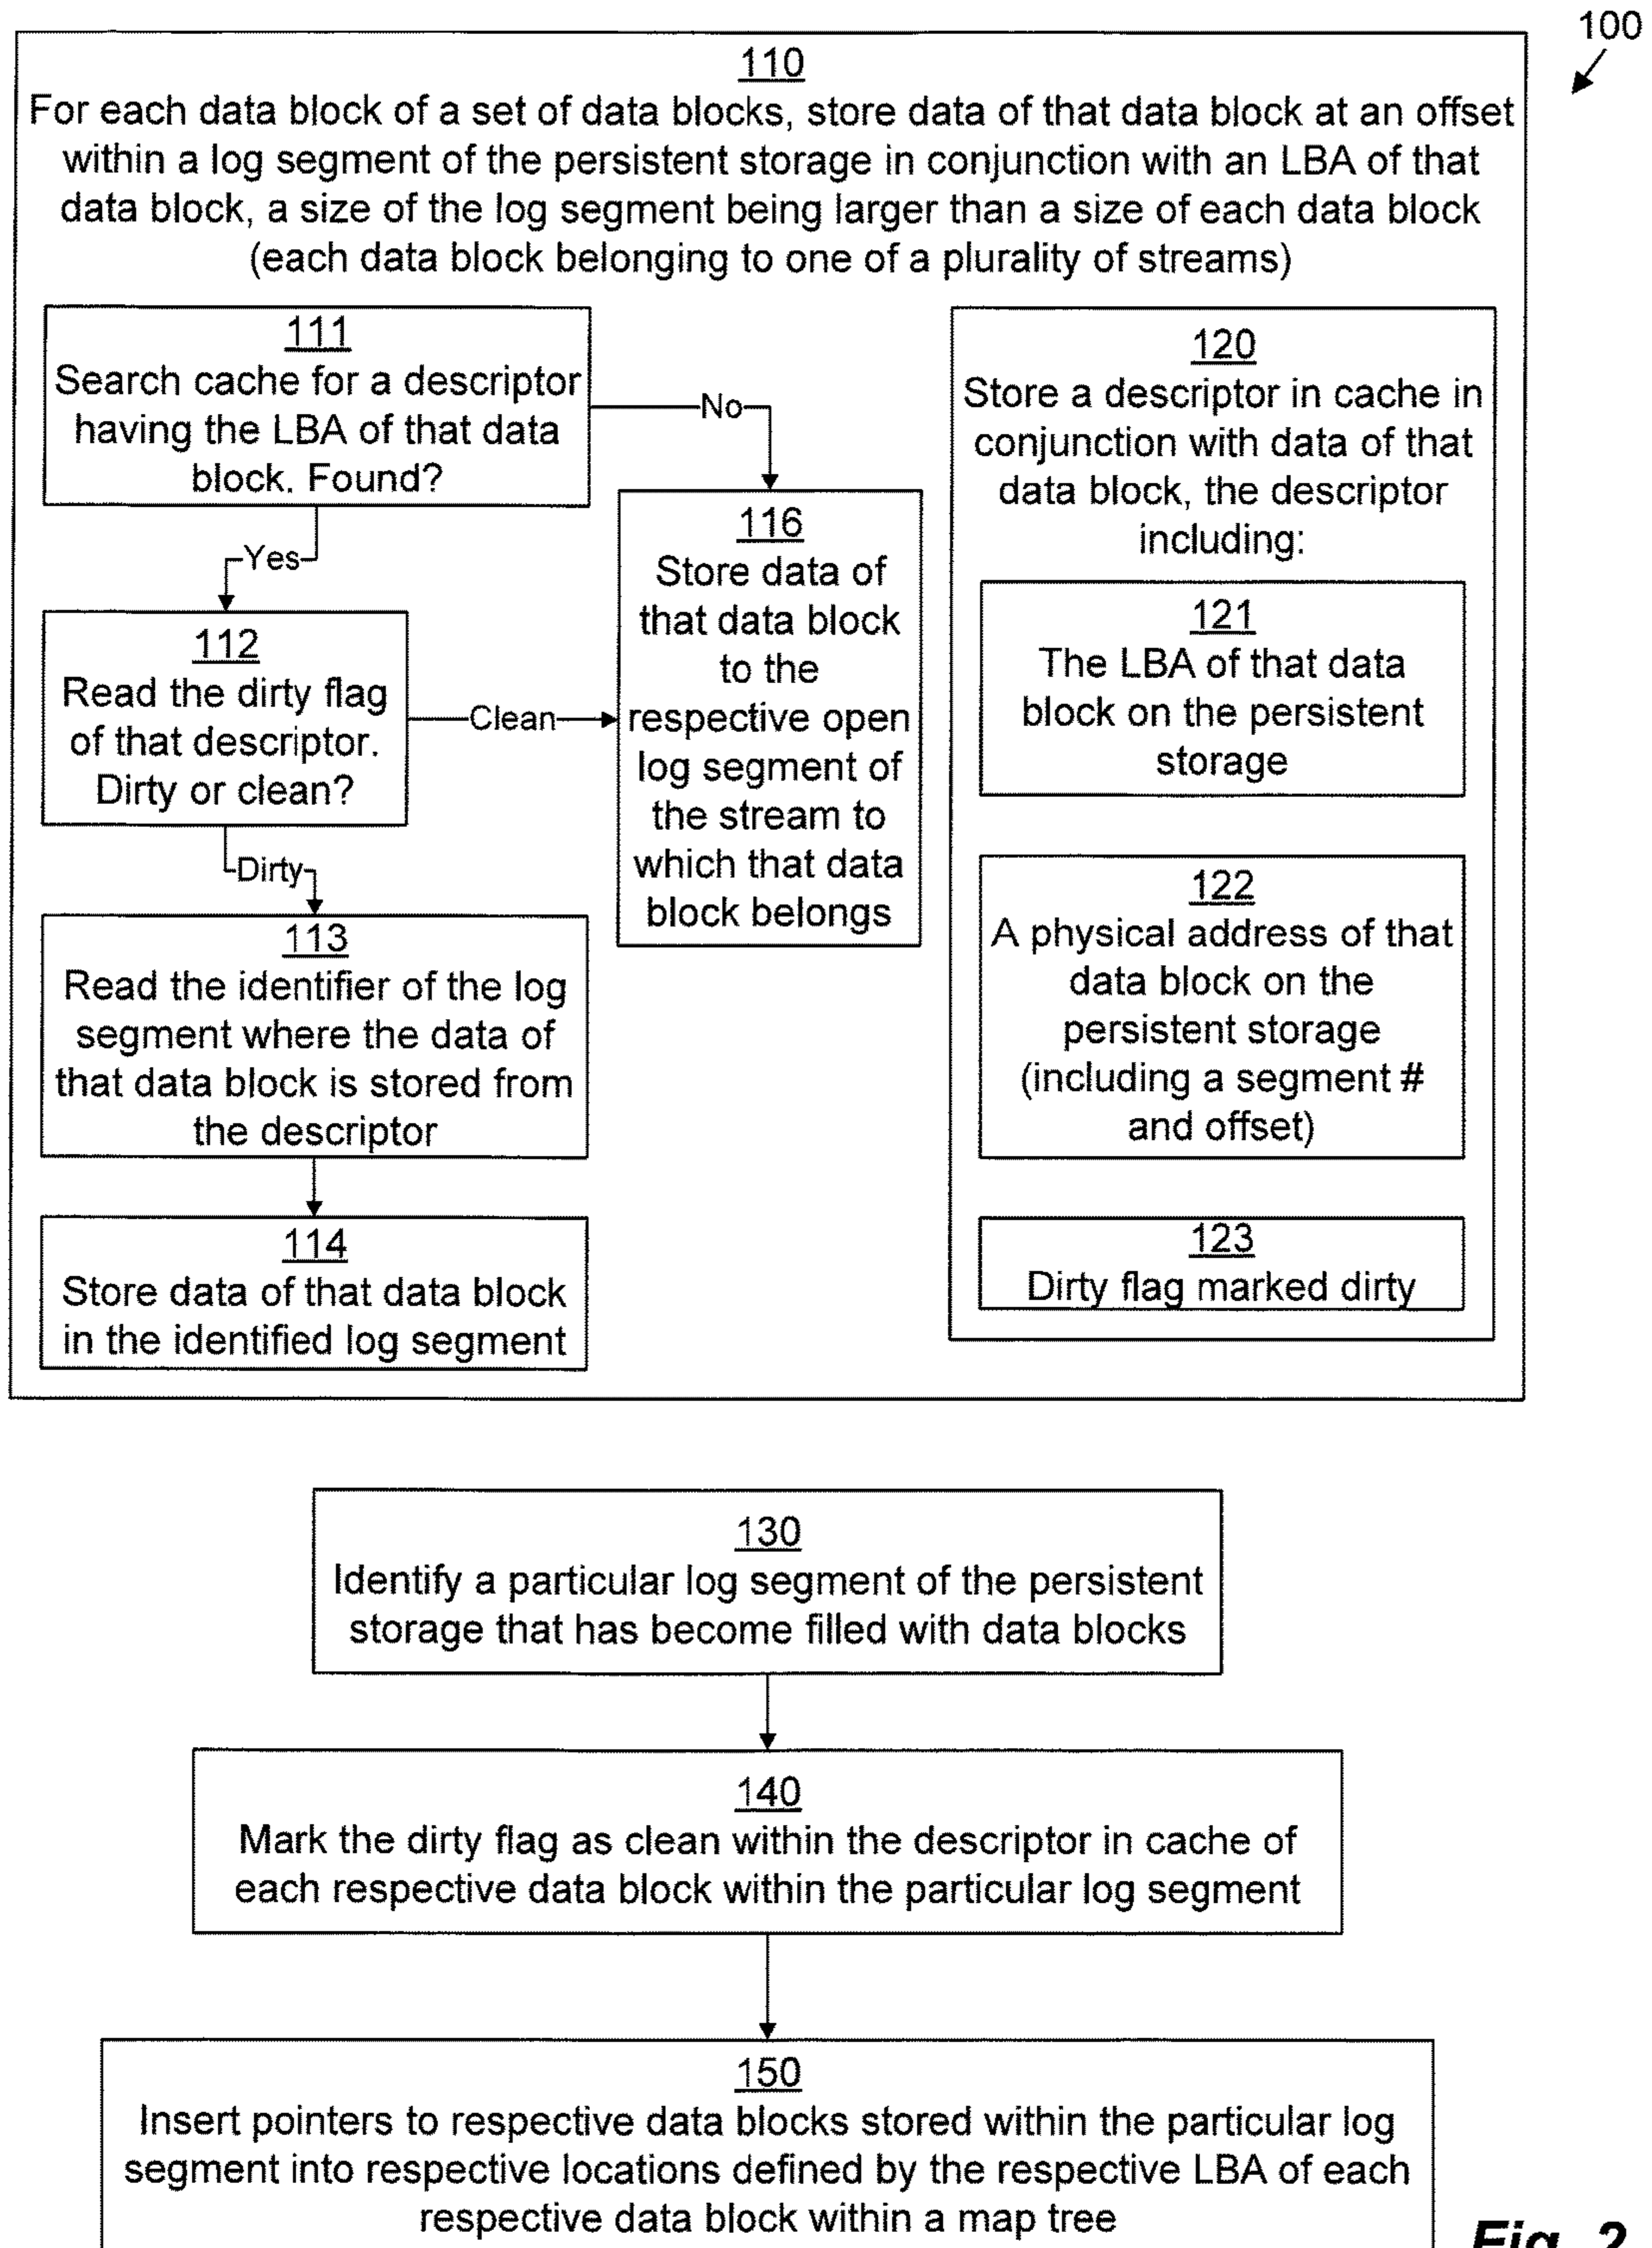 100
110
For each data block of a set of data blocks, store data of that data block at an offset
within a log segment of the persistent storage in conjunction with an LBA of that
data block, a size of the log segment being larger than a size of each data block
(each data block belonging to one of a plurality of streams)
111
Search cache for a descriptor
having the LBA of that data
block. Found?
No
Yes
112
Read the dirty flag
of that descriptor.
Dirty or clean?
Clean
Dirty
113
Read the identifier of the log
segment where the data of
that data block is stored from
the descriptor
114
Store data of that data block
in the identified log segment
116
Store data of
that data block
to the
respective open
log segment of
the stream to
which that data
block belongs
120
Store a descriptor in cache in
conjunction with data of that
data block, the descriptor
including:
121
The LBA of that data
block on the persistent
storage
122
A physical address of that
data block on the
persistent storage
(including a segment #
and offset)
123
Dirty flag marked dirty
130
Identify a particular log segment of the persistent
storage that has become filled with data blocks
140
Mark the dirty flag as clean within the descriptor in cache of
each respective data block within the particular log segment
150
Insert pointers to respective data blocks stored within the particular log
segment into respective locations defined by the respective LBA of each
respective data block within a map tree
Fig. 2